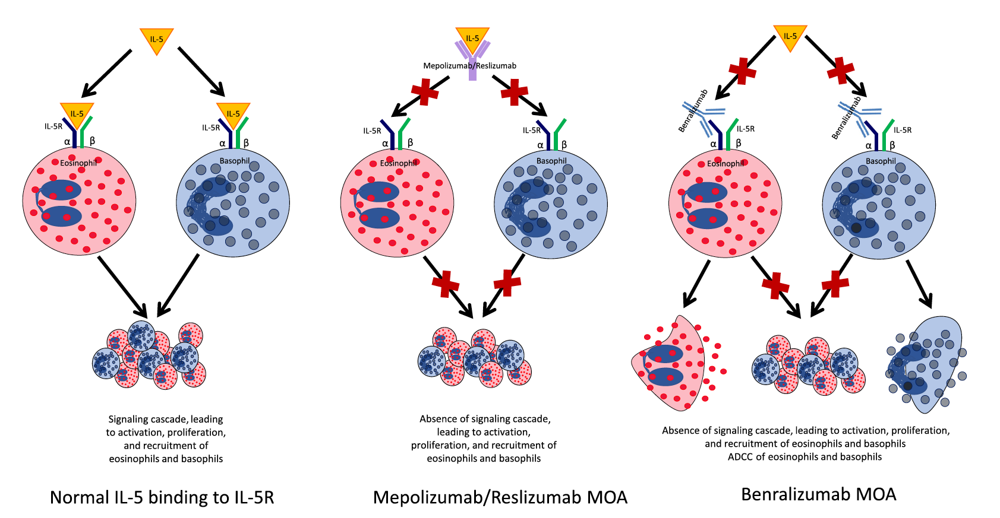 IL-5
IL-5
IL-5R
α
β
Eosinophil
IL-5
IL-5R
α
β
Basophil
Signaling cascade, leading
to activation, proliferation,
and recruitment of
eosinophils and basophils
Normal IL-5 binding to IL-5R
IL-5
Mepolizumab/Reslizumab
IL-5R
α
β
Eosinophil
IL-5R
α
β
Basophil
Absence of signaling cascade,
leading to activation,
proliferation, and recruitment of
eosinophils and basophils
Mepolizumab/Reslizumab MOA
IL-5
Benralizumab
IL-5R
α
β
Eosinophil
Benralizumab
IL-5R
α
β
Basophil
Absence of signaling cascade, leading to activation, proliferation,
and recruitment of eosinophils and basophils
ADCC of eosinophils and basophils
Benralizumab MOA